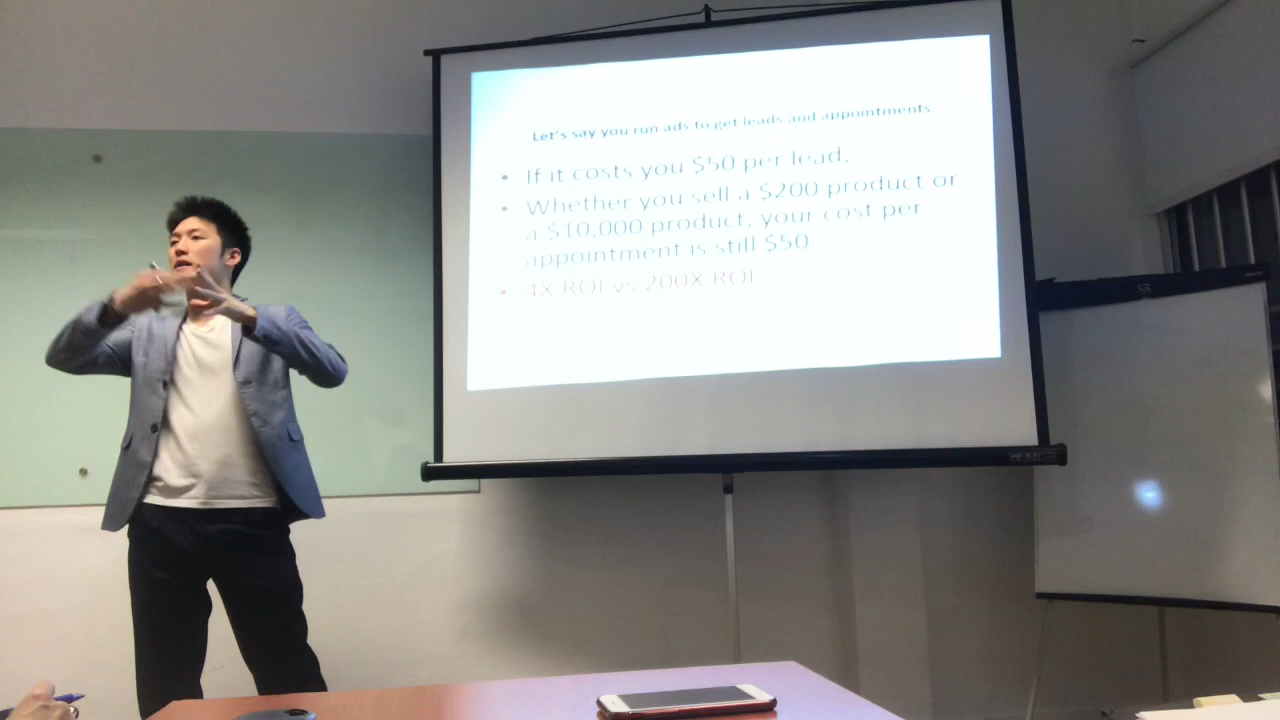 Let's say you run ads to get leads and appointments.
• If it costs you $50 per lead,
• Whether you sell a $200 product or
a $10,000 product, your cost per
appointment is still $50.
• 4X ROI vs 200X ROI